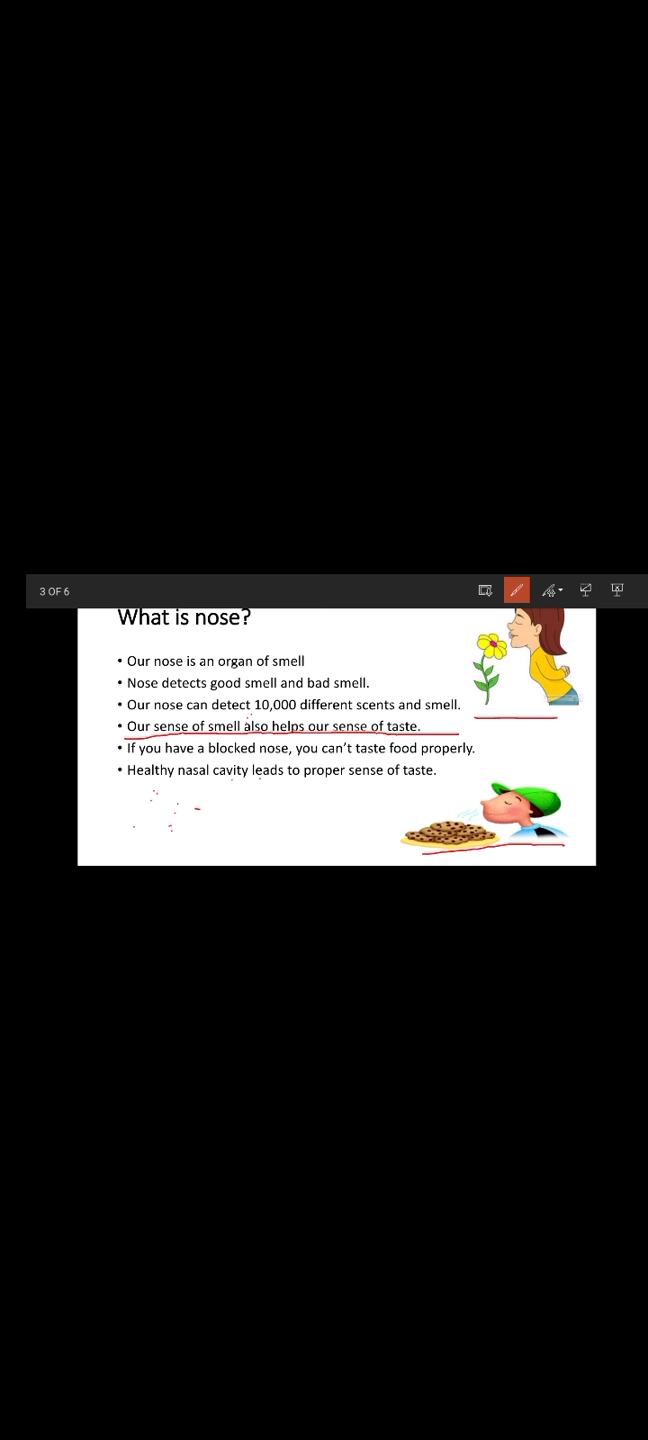 3 OF 6
What is nose?
• Our nose is an organ of smell
• Nose detects good smell and bad smell.
• Our nose can detect 10,000 different scents and smell.
• Our sense of smell also helps our sense of taste.
• If you have a blocked nose, you can't taste food properly.
• Healthy nasal cavity leads to proper sense of taste.